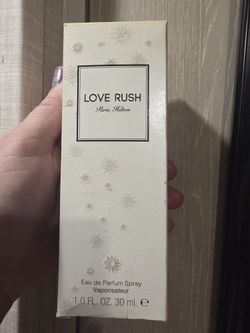 LOVE RUSH
Paris Hilton
Eau de Parfum Spray
Vaporisateur
1.0 FL. OZ. 30 mL ℮